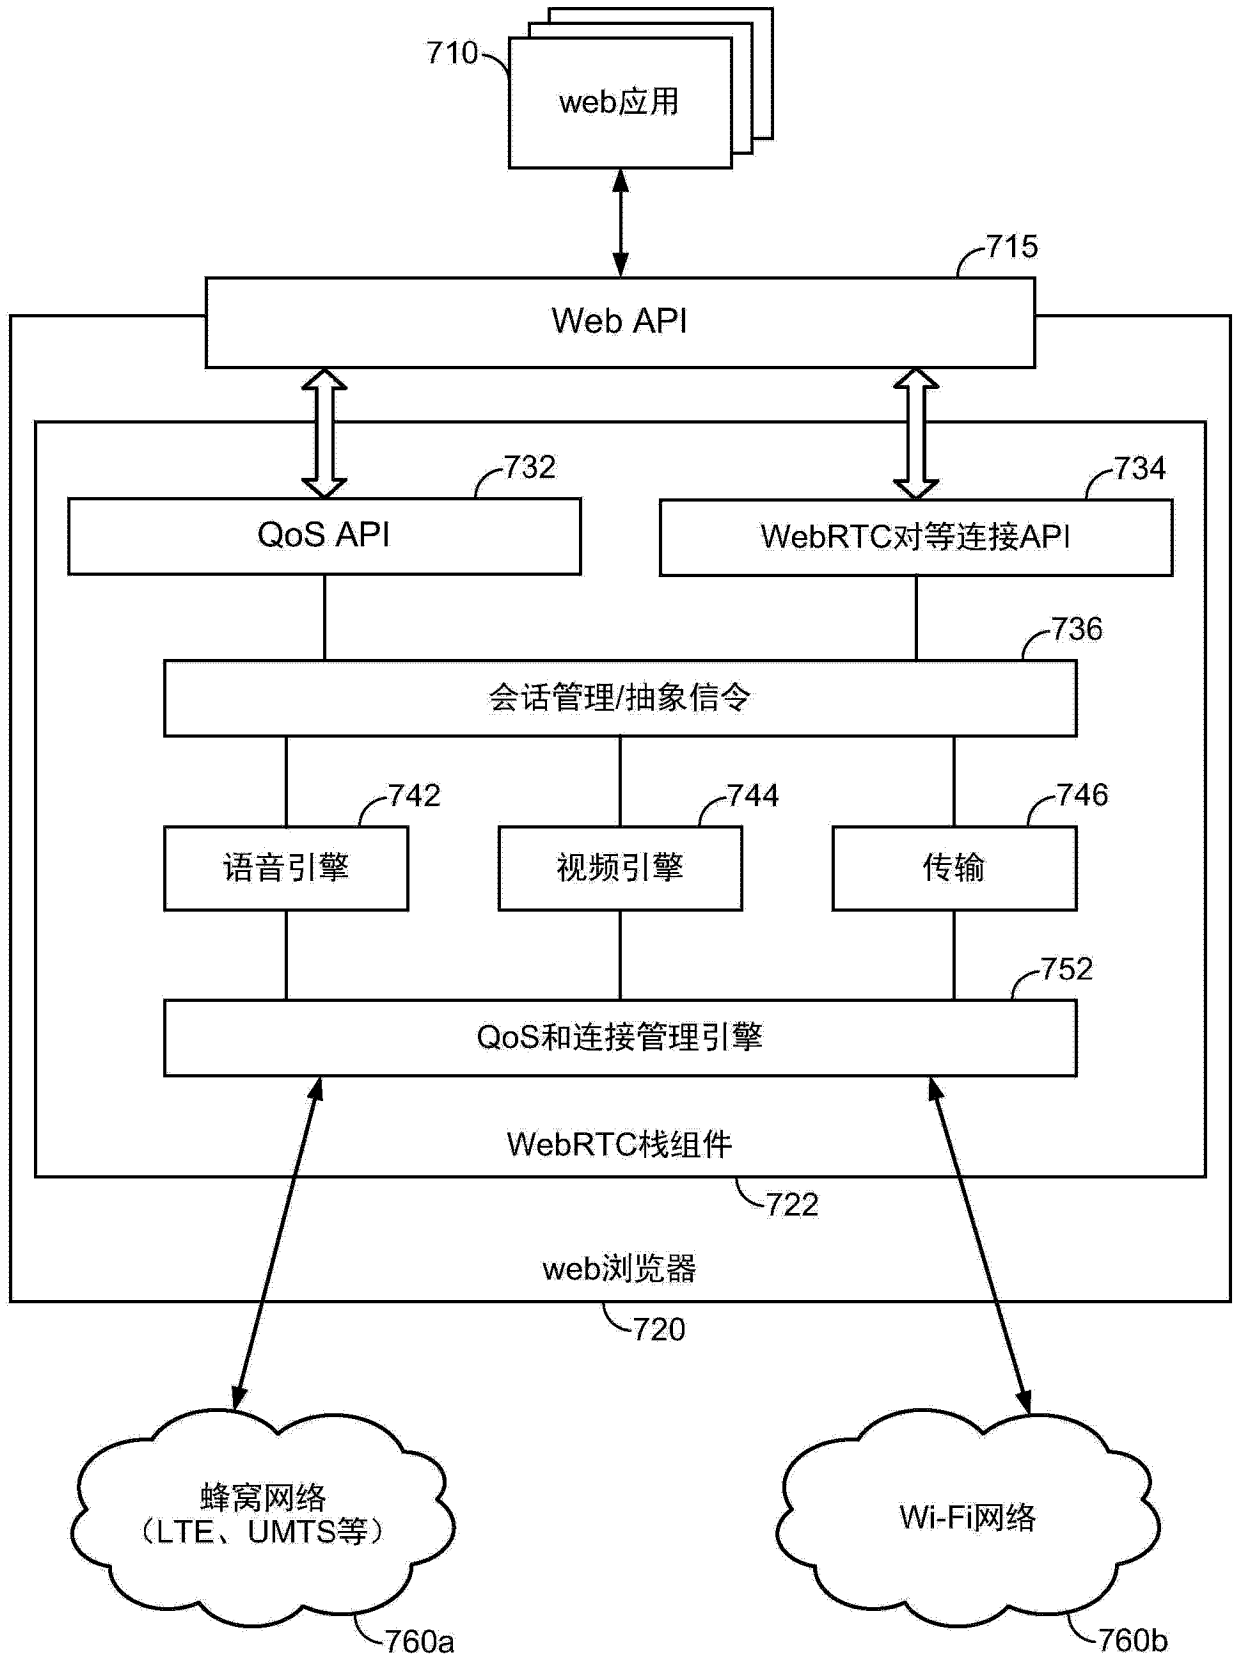 710
web应用
715
Web API
732
734
QoS API
WebRTC对等连接API
736
会话管理/抽象信令
742
744
746
语音引擎
视频引擎
传输
752
QoS和连接管理引擎
WebRTC栈组件
722
web浏览器
720
蜂窝网络
（LTE、UMTS等）
Wi-Fi网络
760a
760b